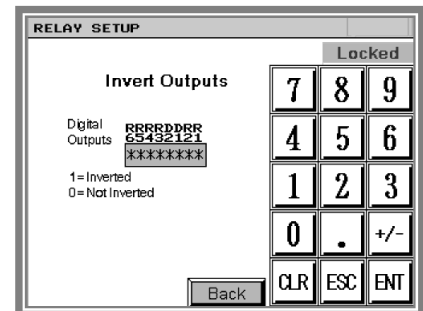 RELAY SETUP
Locked
Invert Outputs
Digital Outputs
RRRRDDRR
65432121
********
1=Inverted
0=Not Inverted
7 8 9
4 5 6
1 2 3
0 . +/-
CLR ESC ENT
Back